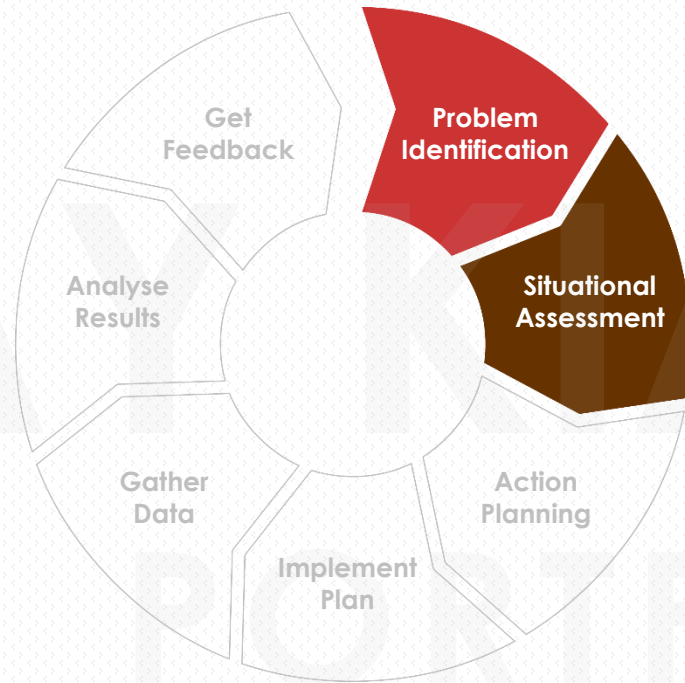 Problem
Identification
Situational
Assessment
Action
Planning
Implement
Plan
Gather
Data
Analyse
Results
Get
Feedback